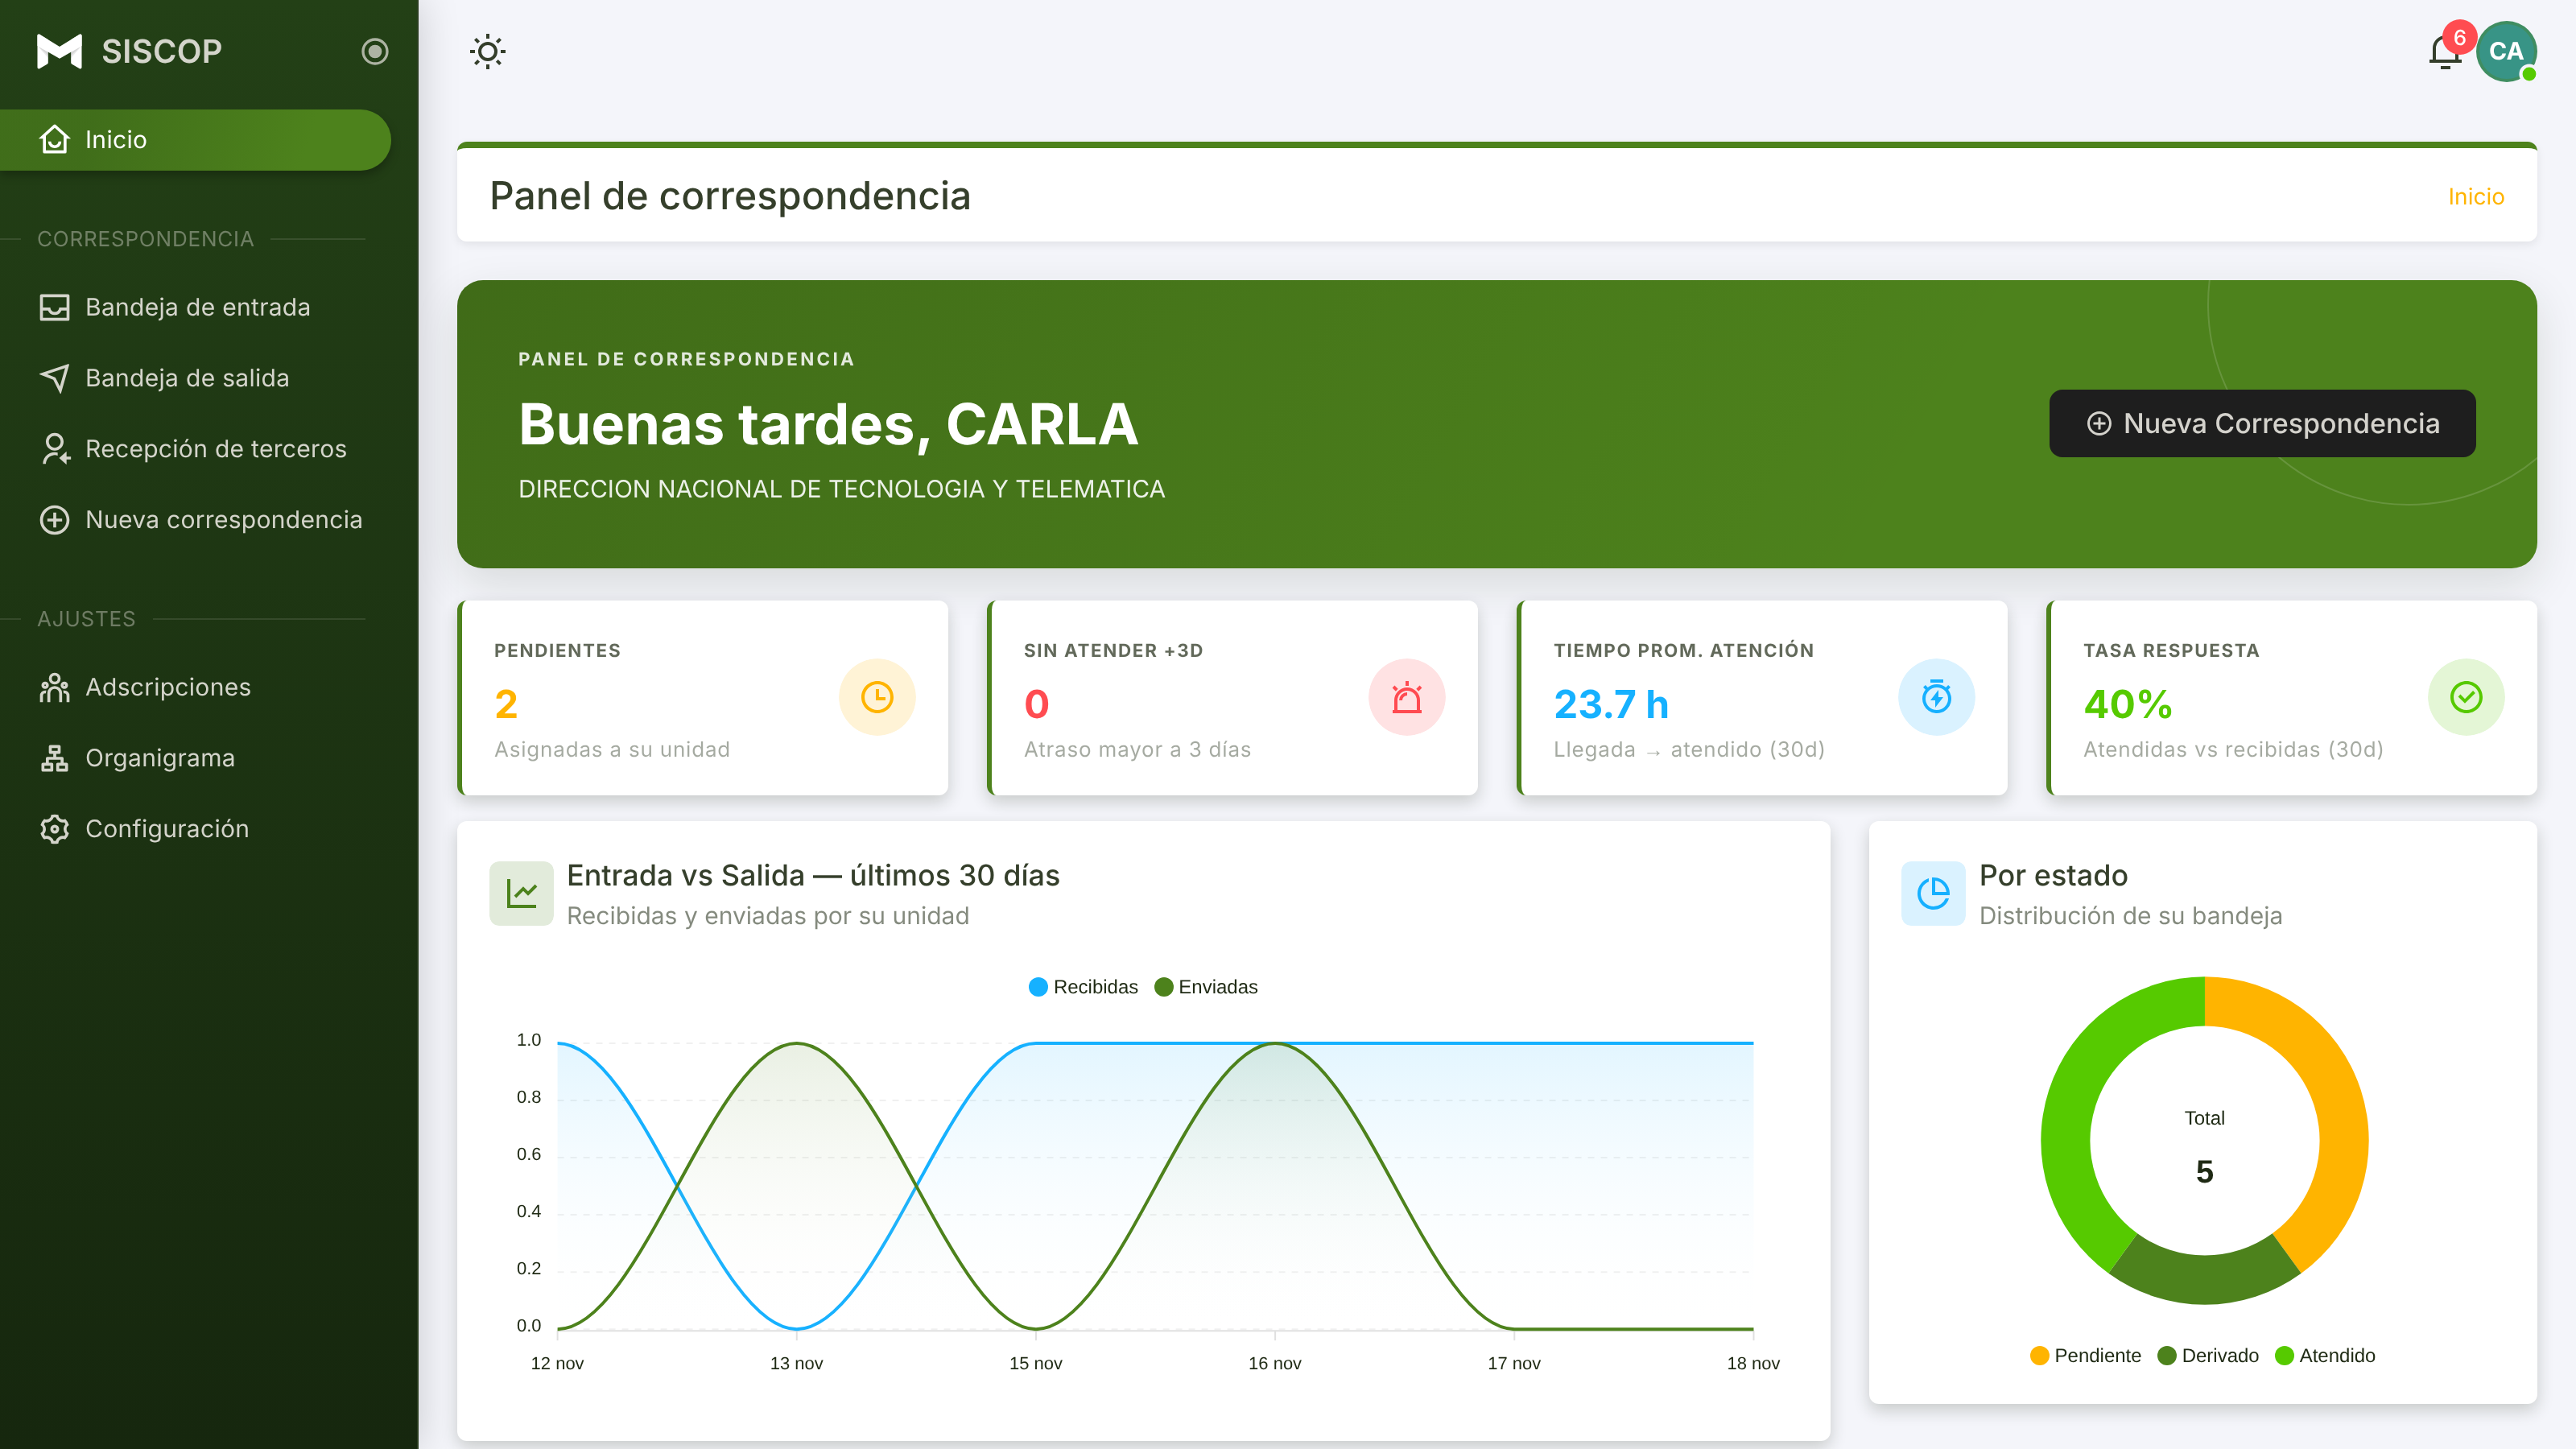 SISCOP
Inicio
CORRESPONDENCIA
Bandeja de entrada
Bandeja de salida
Recepción de terceros
Nueva correspondencia
AJUSTES
Adscripciones
Organigrama
Configuración
6
CA
Panel de correspondencia
Inicio
PANEL DE CORRESPONDENCIA
Buenas tardes, CARLA
DIRECCION NACIONAL DE TECNOLOGIA Y TELEMATICA
Nueva Correspondencia
PENDIENTES
2
Asignadas a su unidad
SIN ATENDER +3D
0
Atraso mayor a 3 días
TIEMPO PROM. ATENCIÓN
23.7 h
Llegada → atendido (30d)
TASA RESPUESTA
40%
Atendidas vs recibidas (30d)
Entrada vs Salida — últimos 30 días
Recibidas y enviadas por su unidad
Recibidas Enviadas
1.0
0.8
0.6
0.4
0.2
0.0
12 nov 13 nov 15 nov 16 nov 17 nov 18 nov
Por estado
Distribución de su bandeja
Total
5
Pendiente Derivado Atendido